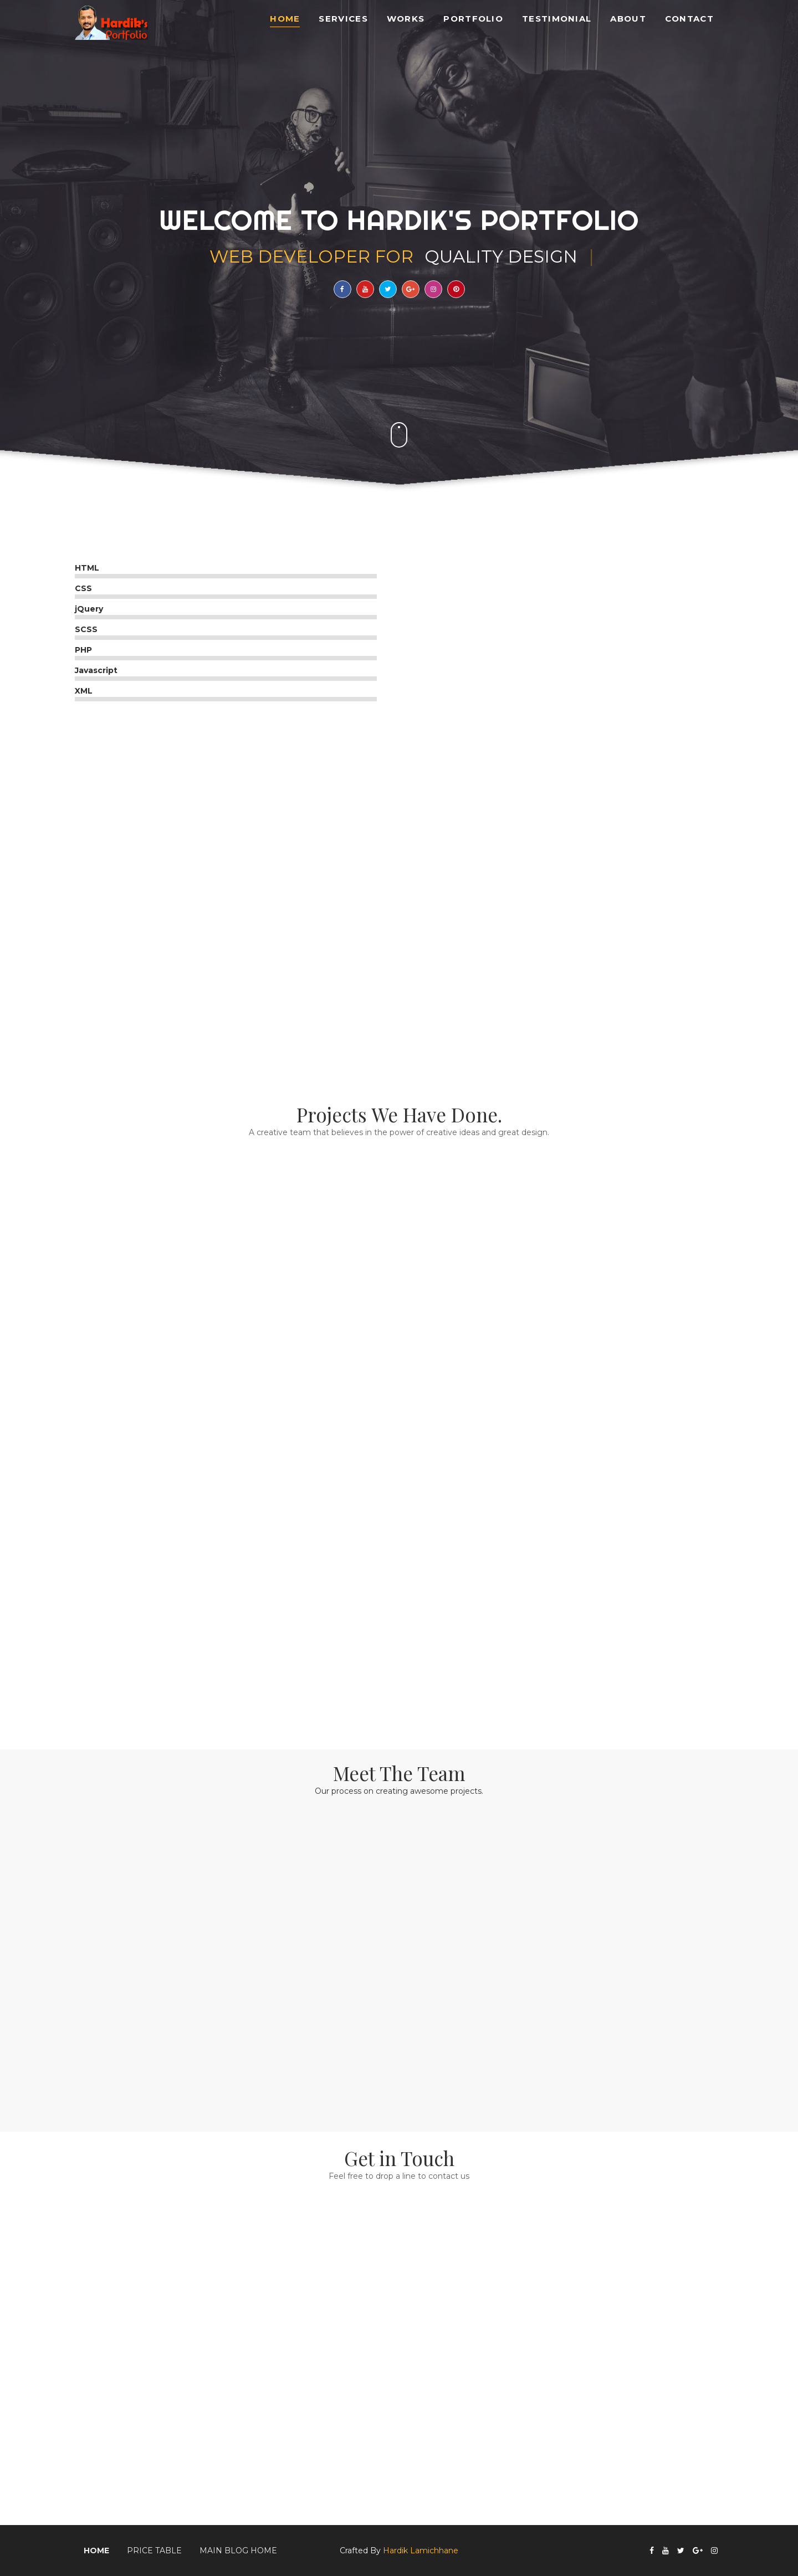 Hardik's
Portfolio
HOME SERVICES WORKS PORTFOLIO TESTIMONIAL ABOUT CONTACT
WELCOME TO HARDIK'S PORTFOLIO
WEB DEVELOPER FOR QUALITY DESIGN |
HTML
CSS
jQuery
SCSS
PHP
Javascript
XML
Projects We Have Done.
A creative team that believes in the power of creative ideas and great design.
Meet The Team
Our process on creating awesome projects.
Get in Touch
Feel free to drop a line to contact us
HOME PRICE TABLE MAIN BLOG HOME Crafted By Hardik Lamichhane